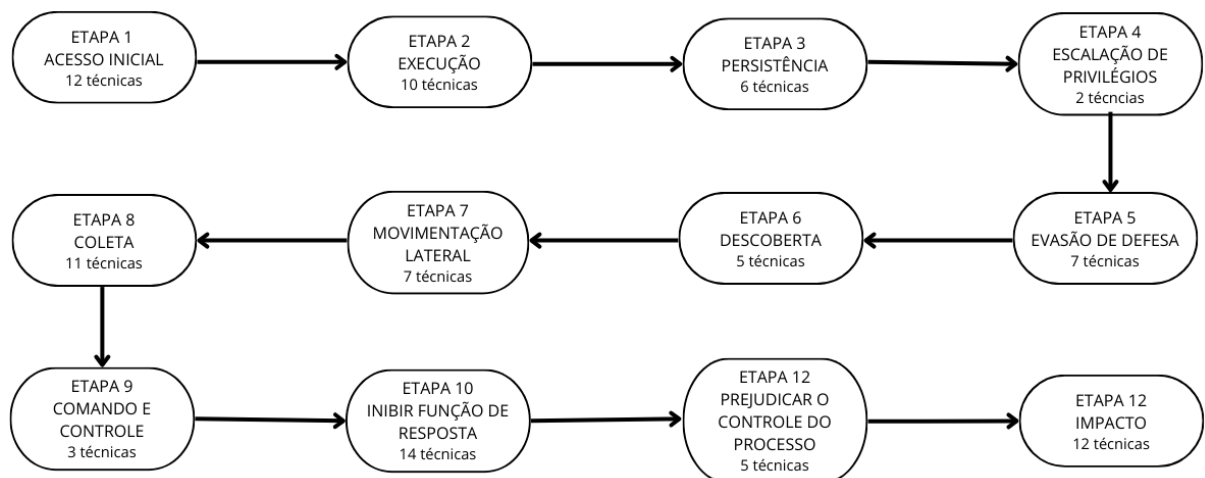 ETAPA 1
ACESSO INICIAL
12 técnicas
ETAPA 2
EXECUÇÃO
10 técnicas
ETAPA 3
PERSISTÊNCIA
6 técnicas
ETAPA 4
ESCALAÇÃO DE
PRIVILÉGIOS
2 técncias
ETAPA 5
EVASÃO DE DEFESA
7 técnicas
ETAPA 6
DESCOBERTA
5 técnicas
ETAPA 7
MOVIMENTAÇÃO
LATERAL
7 técnicas
ETAPA 8
COLETA
11 técnicas
ETAPA 9
COMANDO E
CONTROLE
3 técnicas
ETAPA 10
INIBIR FUNÇÃO DE
RESPOSTA
14 técnicas
ETAPA 12
PREJUDICAR O
CONTROLE DO
PROCESSO
5 técnicas
ETAPA 12
IMPACTO
12 técnicas